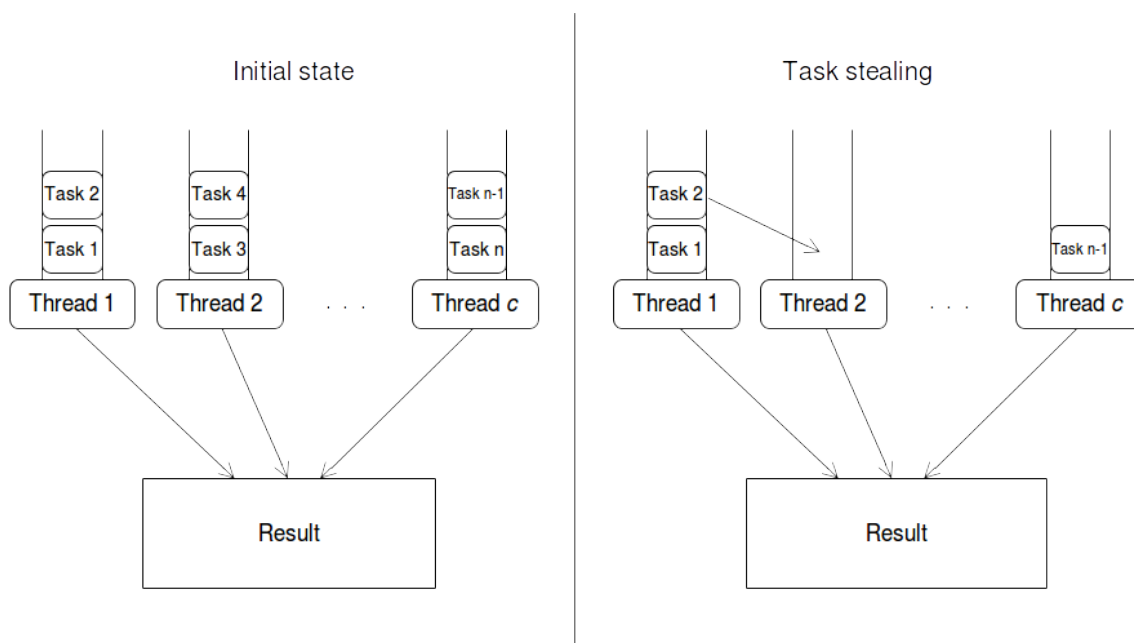 Initial state
Task 2
Task 4
Task n-1
Task 1
Task 3
Task n
Thread 1
Thread 2
. . .
Thread c
Result
Task stealing
Task 2
Task 1
Task n-1
Thread 1
Thread 2
. . .
Thread c
Result